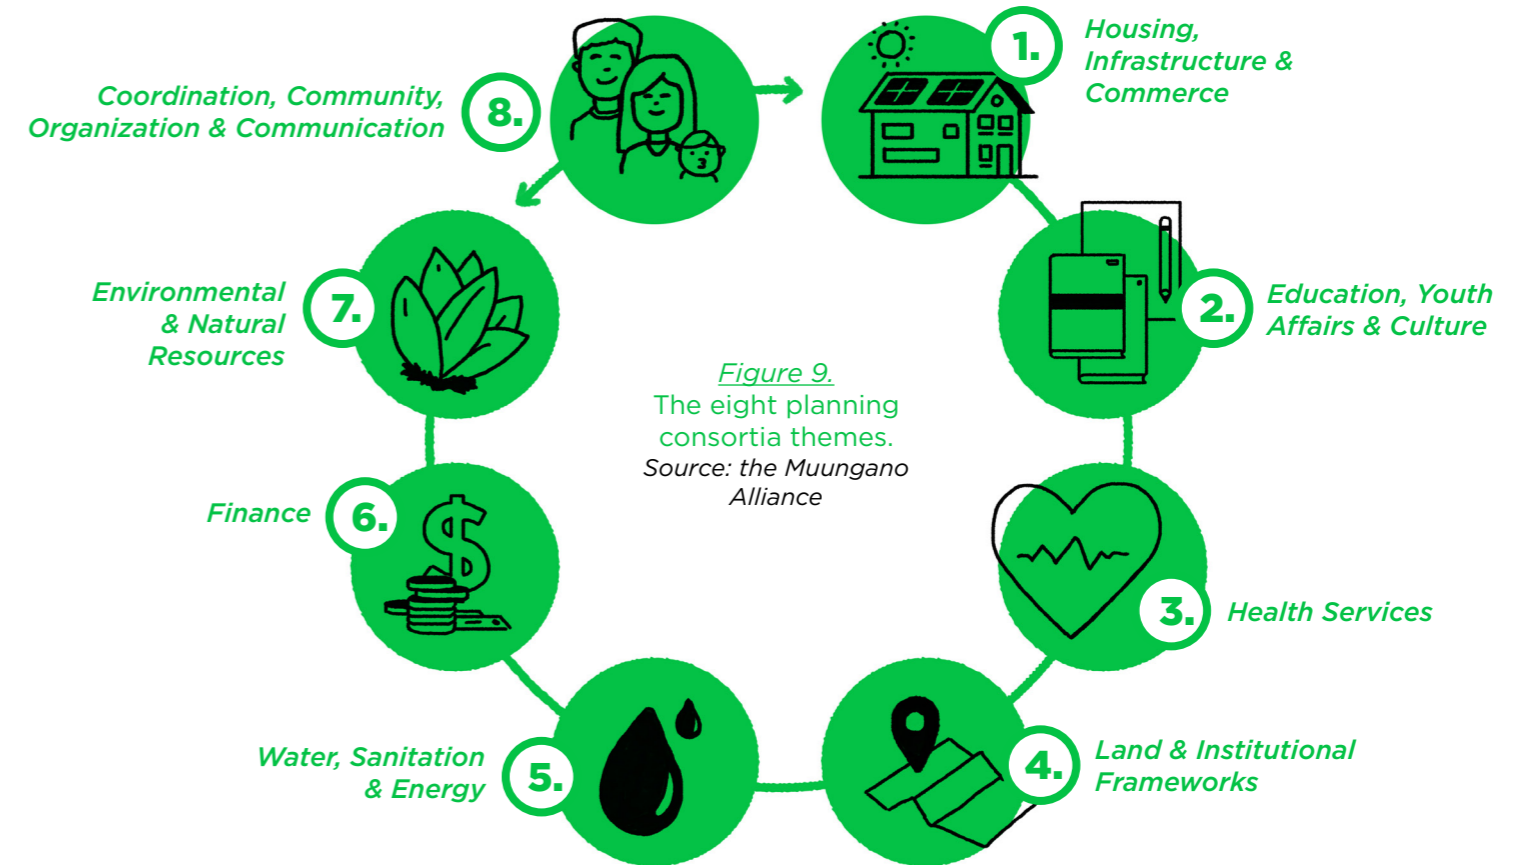 1.
Housing,
Infrastructure &
Commerce
2.
Education, Youth
Affairs & Culture
3.
Health Services
4.
Land & Institutional
Frameworks
5.
Water, Sanitation
& Energy
6.
Finance
7.
Environmental
& Natural
Resources
8.
Coordination, Community,
Organization & Communication
Figure 9.
The eight planning
consortia themes.
Source: the Muungano
Alliance
$